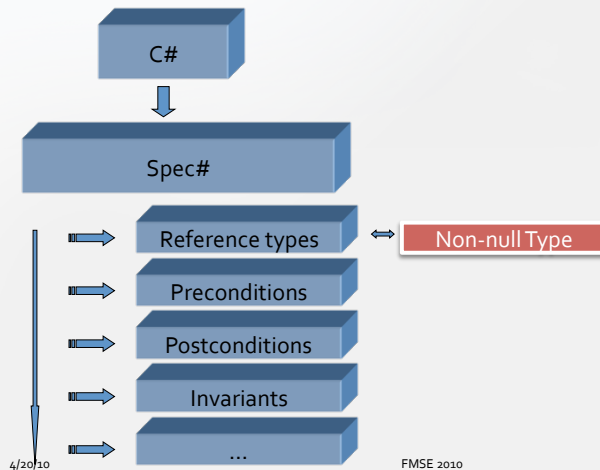 C#
Spec#
Reference types
Non-null Type
Preconditions
Postconditions
Invariants
...
4/20/10
FMSE 2010